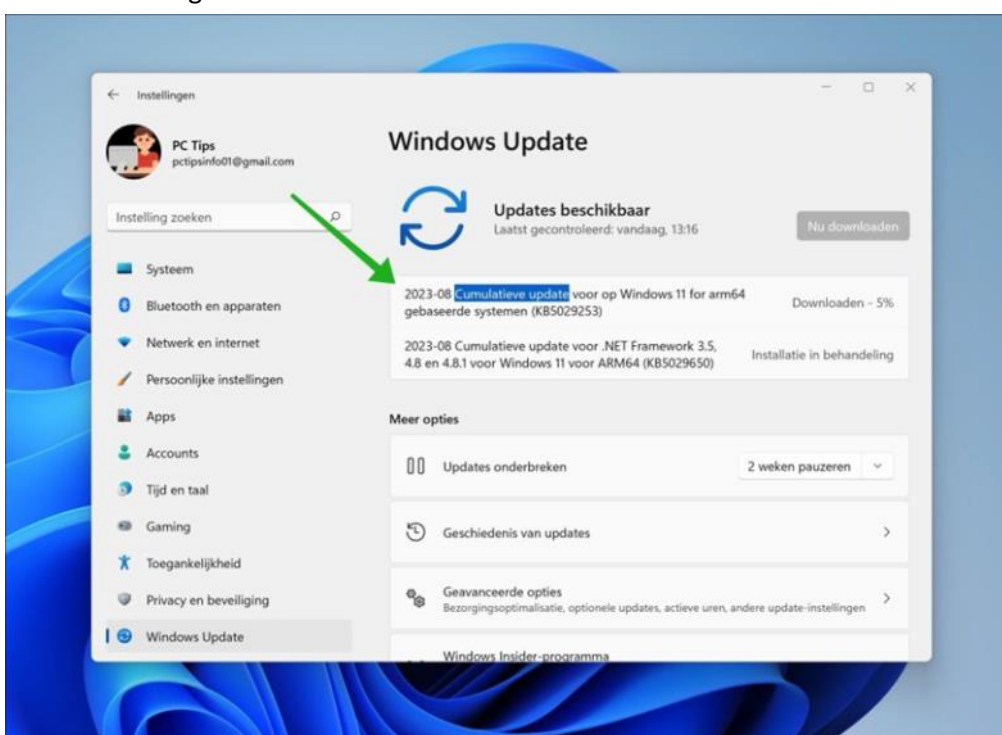 Instellingen
PC Tips
pctipsinfo01@gmail.com
Instelling zoeken
Systeem
Bluetooth en apparaten
Netwerk en internet
Persoonlijke instellingen
Apps
Accounts
Tijd en taal
Gaming
Toegankelijkheid
Privacy en beveiliging
Windows Update
Windows Update
Updates beschikbaar
Laatst gecontroleerd: vandaag, 13:16
Nu downloaden
2023-08 Cumulatieve update voor op Windows 11 for arm64
gebaseerde systemen (KB5029253)
Downloaden - 5%
2023-08 Cumulatieve update voor .NET Framework 3.5,
4.8 en 4.8.1 voor Windows 11 voor ARM64 (KB5029650)
Installatie in behandeling
Meer opties
Updates onderbreken
2 weken pauzeren
Geschiedenis van updates
Geavanceerde opties
Bezorgingsoptimalisatie, optionele updates, actieve uren, andere update-instellingen
Windows Insider-programma